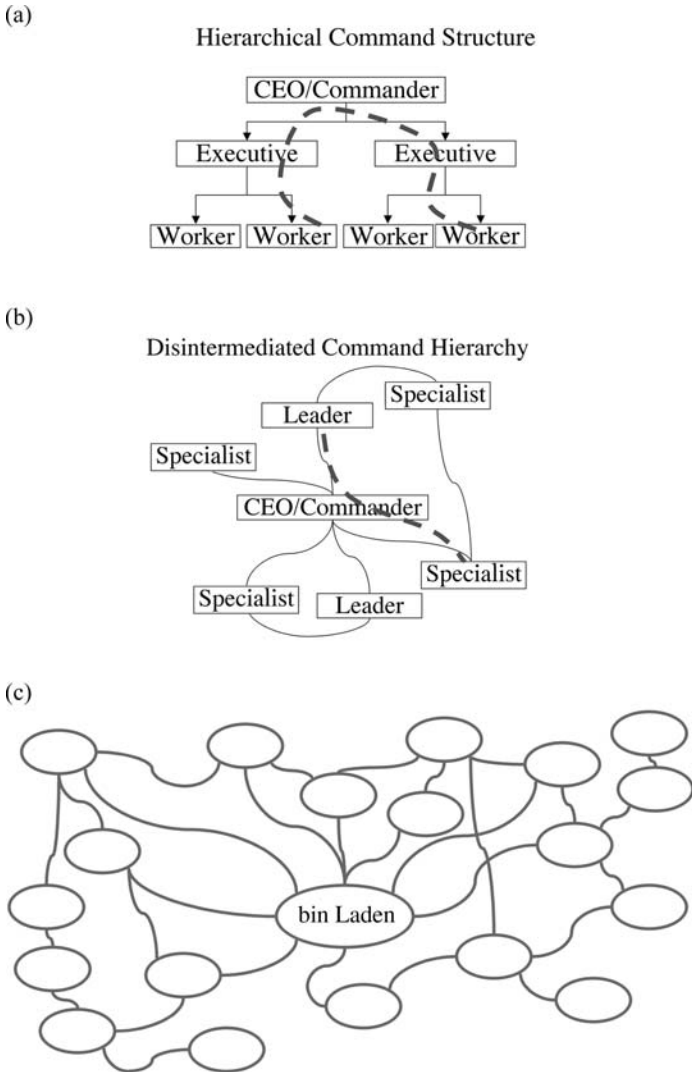 (a)
Hierarchical Command Structure
CEO/Commander
Executive
Executive
Worker
Worker
Worker
Worker
(b)
Disintermediated Command Hierarchy
Specialist
Leader
Specialist
CEO/Commander
Specialist
Specialist
Leader
(c)
bin Laden